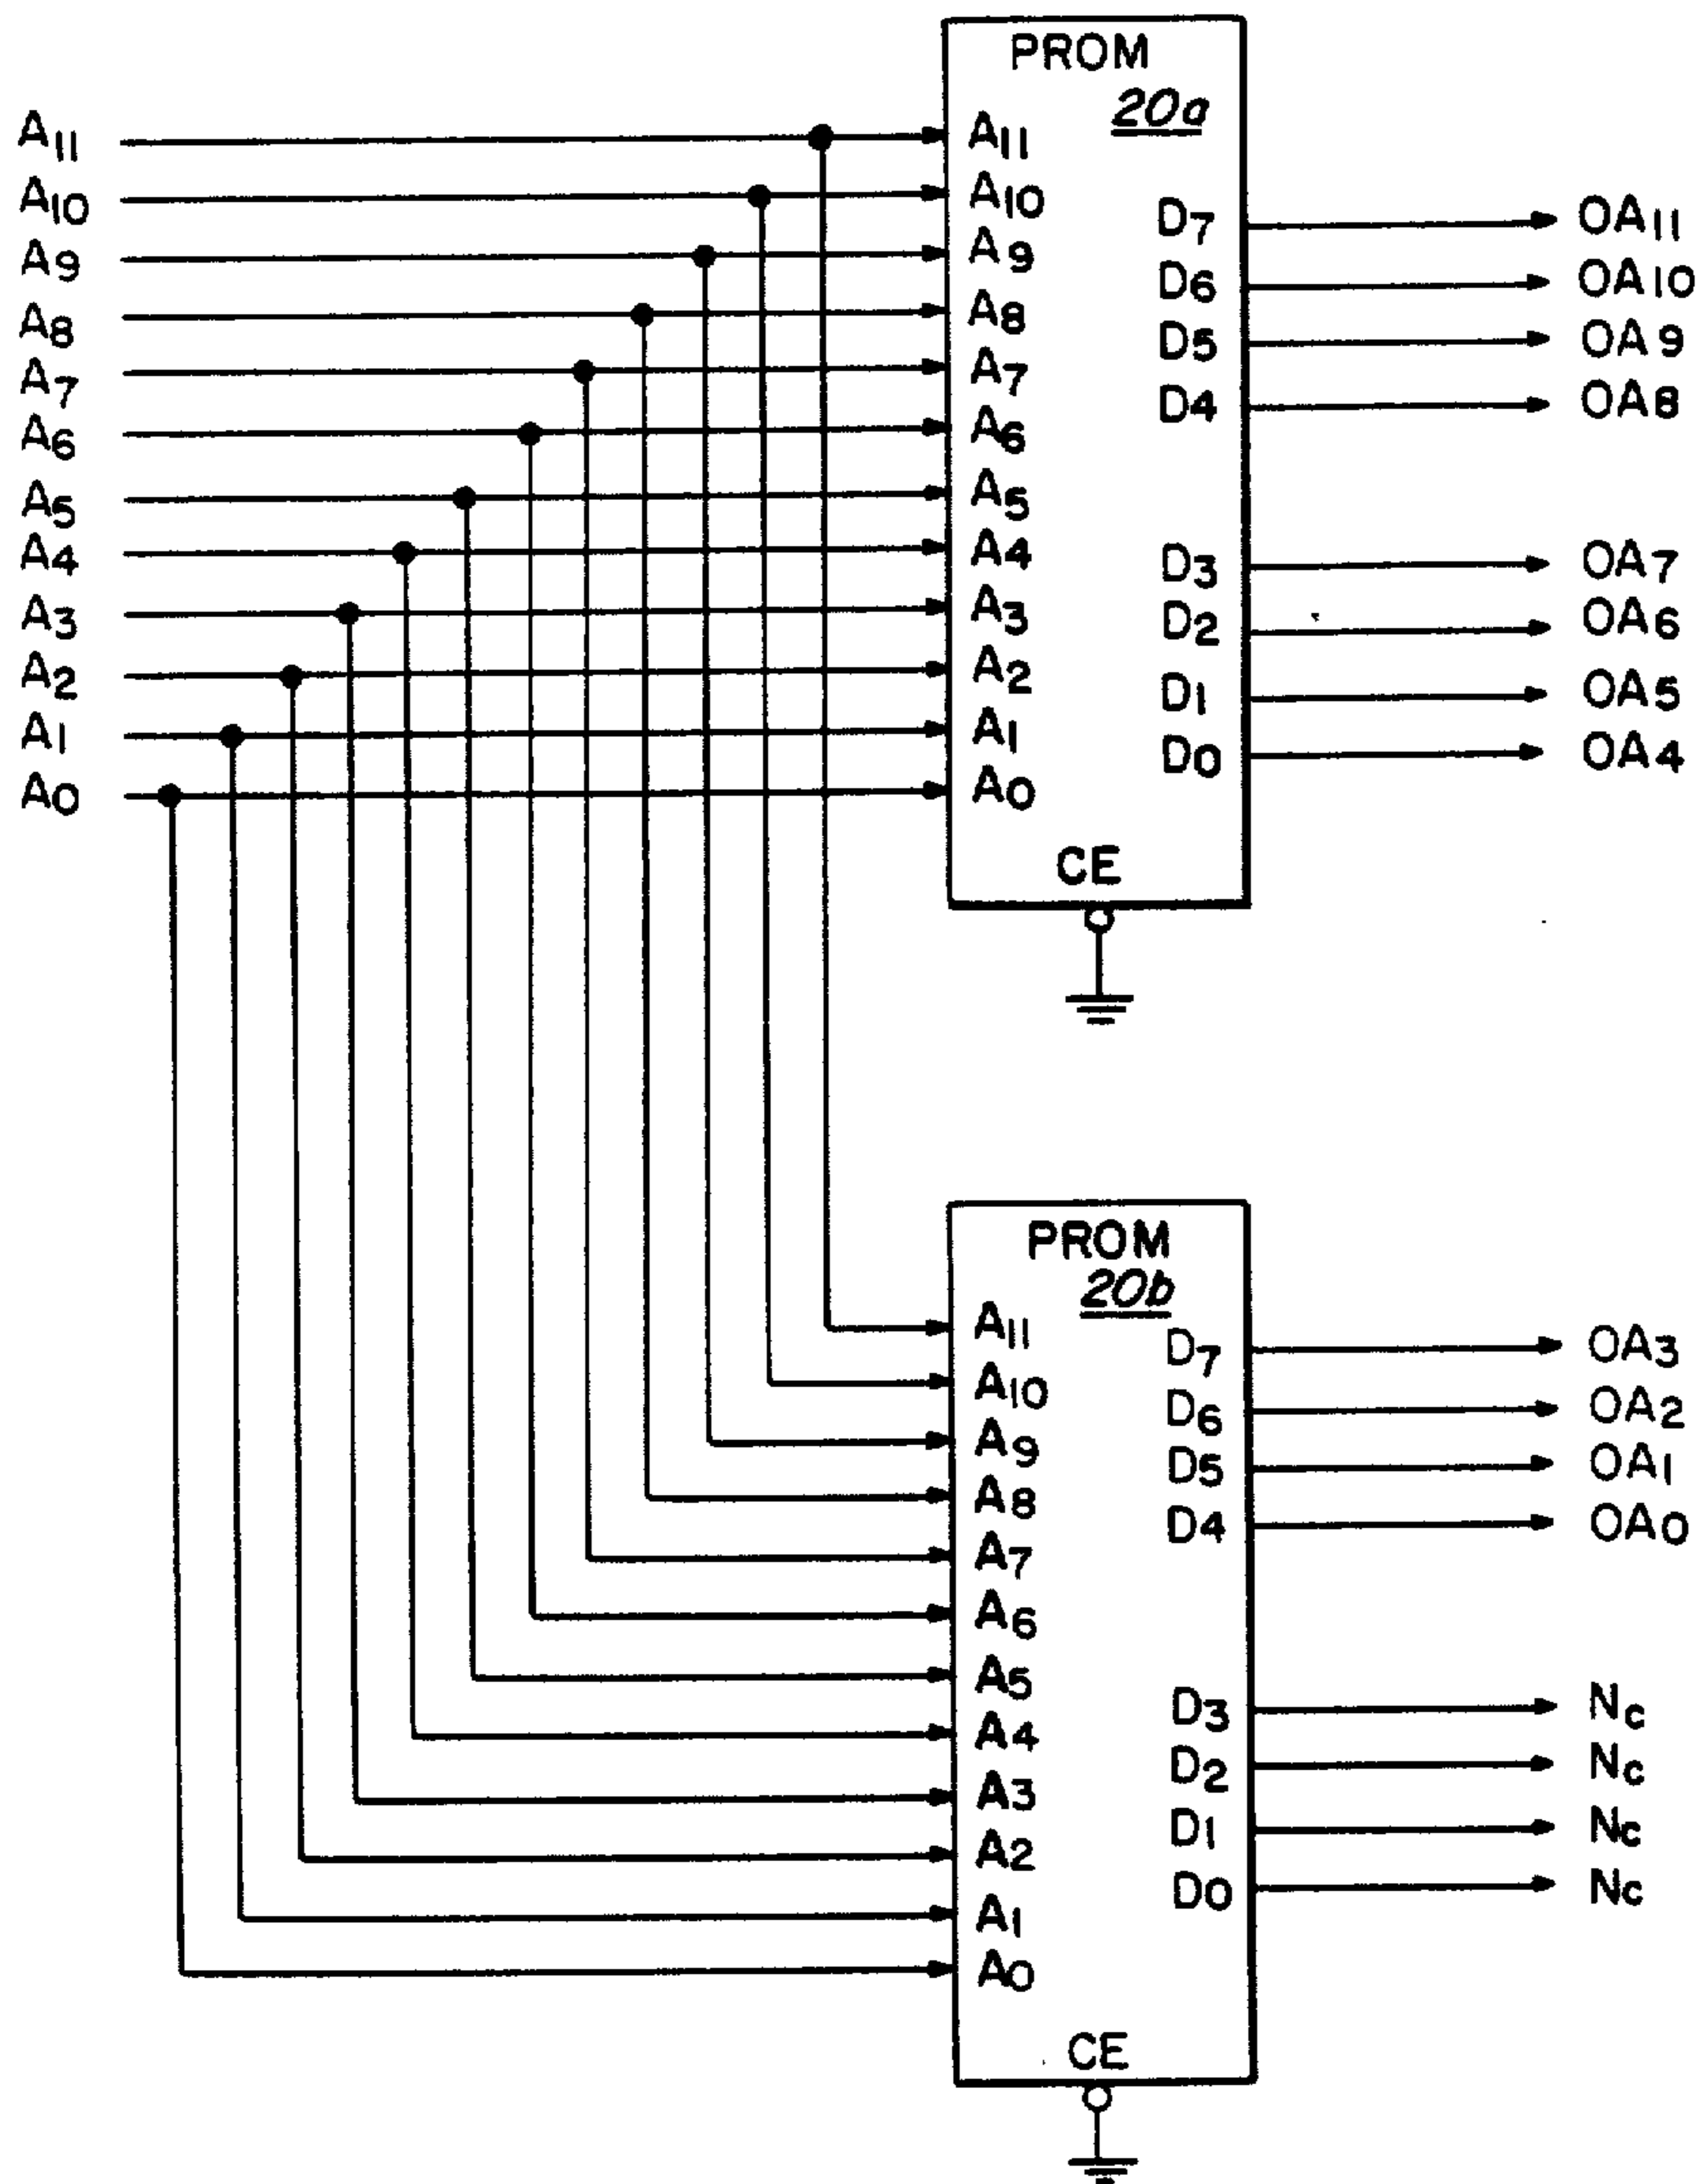 PROM
20a
A11 A11
A10 A10
A9 A9
A8 A8
A7 A7
A6 A6
A5 A5
A4 A4
A3 A3
A2 A2
A1 A1
A0 A0
D7 OA11
D6 OA10
D5 OA9
D4 OA8
D3 OA7
D2 OA6
D1 OA5
D0 OA4
CE
PROM
20b
A11
A10
A9
A8
A7
A6
A5
A4
A3
A2
A1
A0
D7 OA3
D6 OA2
D5 OA1
D4 OA0
D3 Nc
D2 Nc
D1 Nc
D0 Nc
CE